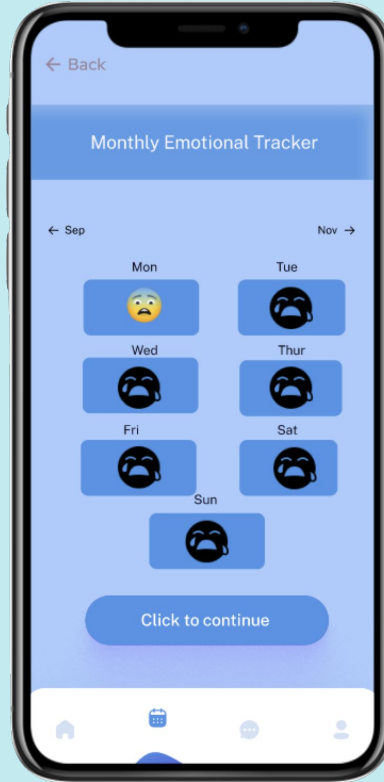 ← Back
Monthly Emotional Tracker
← Sep Nov →
Mon Tue
Wed Thur
Fri Sat
Sun
Click to continue